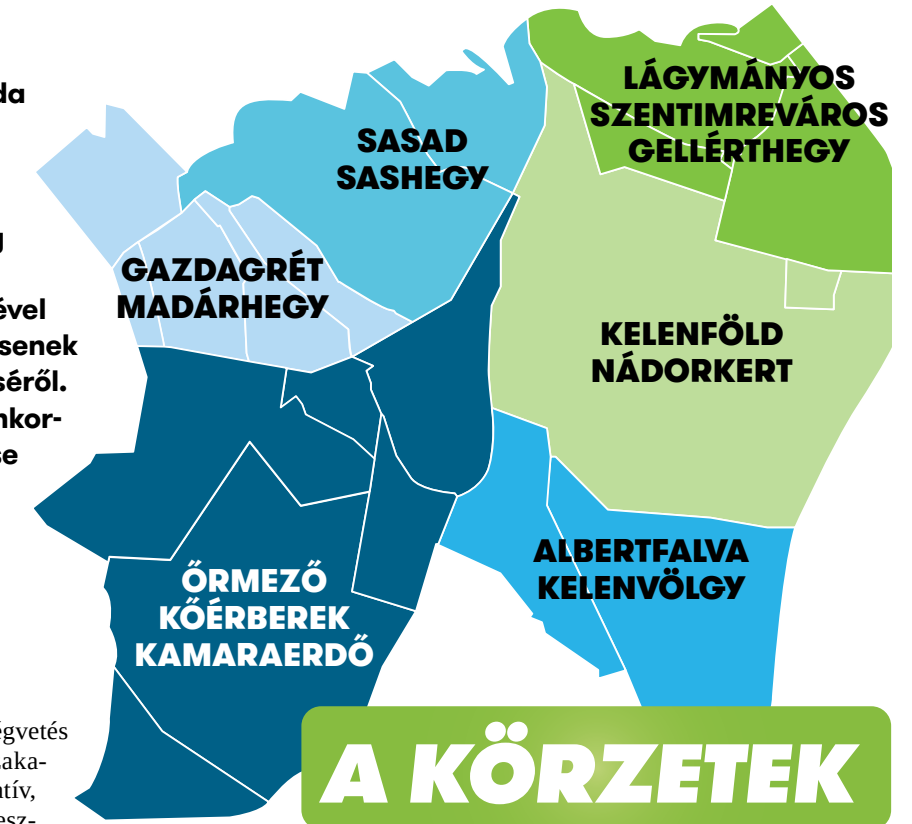 SASAD
SASHEGY
LÁGYMÁNYOS
SZENTIMREVÁROS
GELLÉRTHEGY
GAZDAGRÉT
MADÁRHEGY
KELENFÖLD
NÁDORKERT
ALBERTFALVA
KELENVÖLGY
ŐRMEZŐ
KŐÉRBEREK
KAMARAERDŐ
A KÖRZETEK